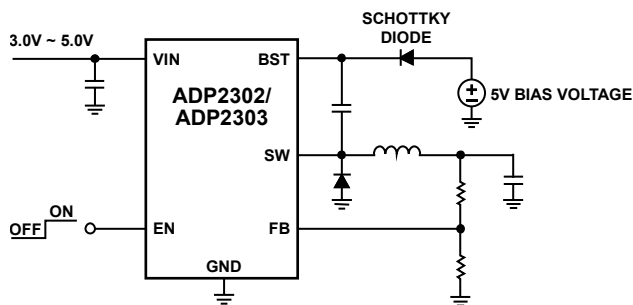 SCHOTTKY
DIODE
3.0V ~ 5.0V
VIN
BST
ADP2302/
ADP2303
5V BIAS VOLTAGE
SW
ON
OFF
EN
FB
GND